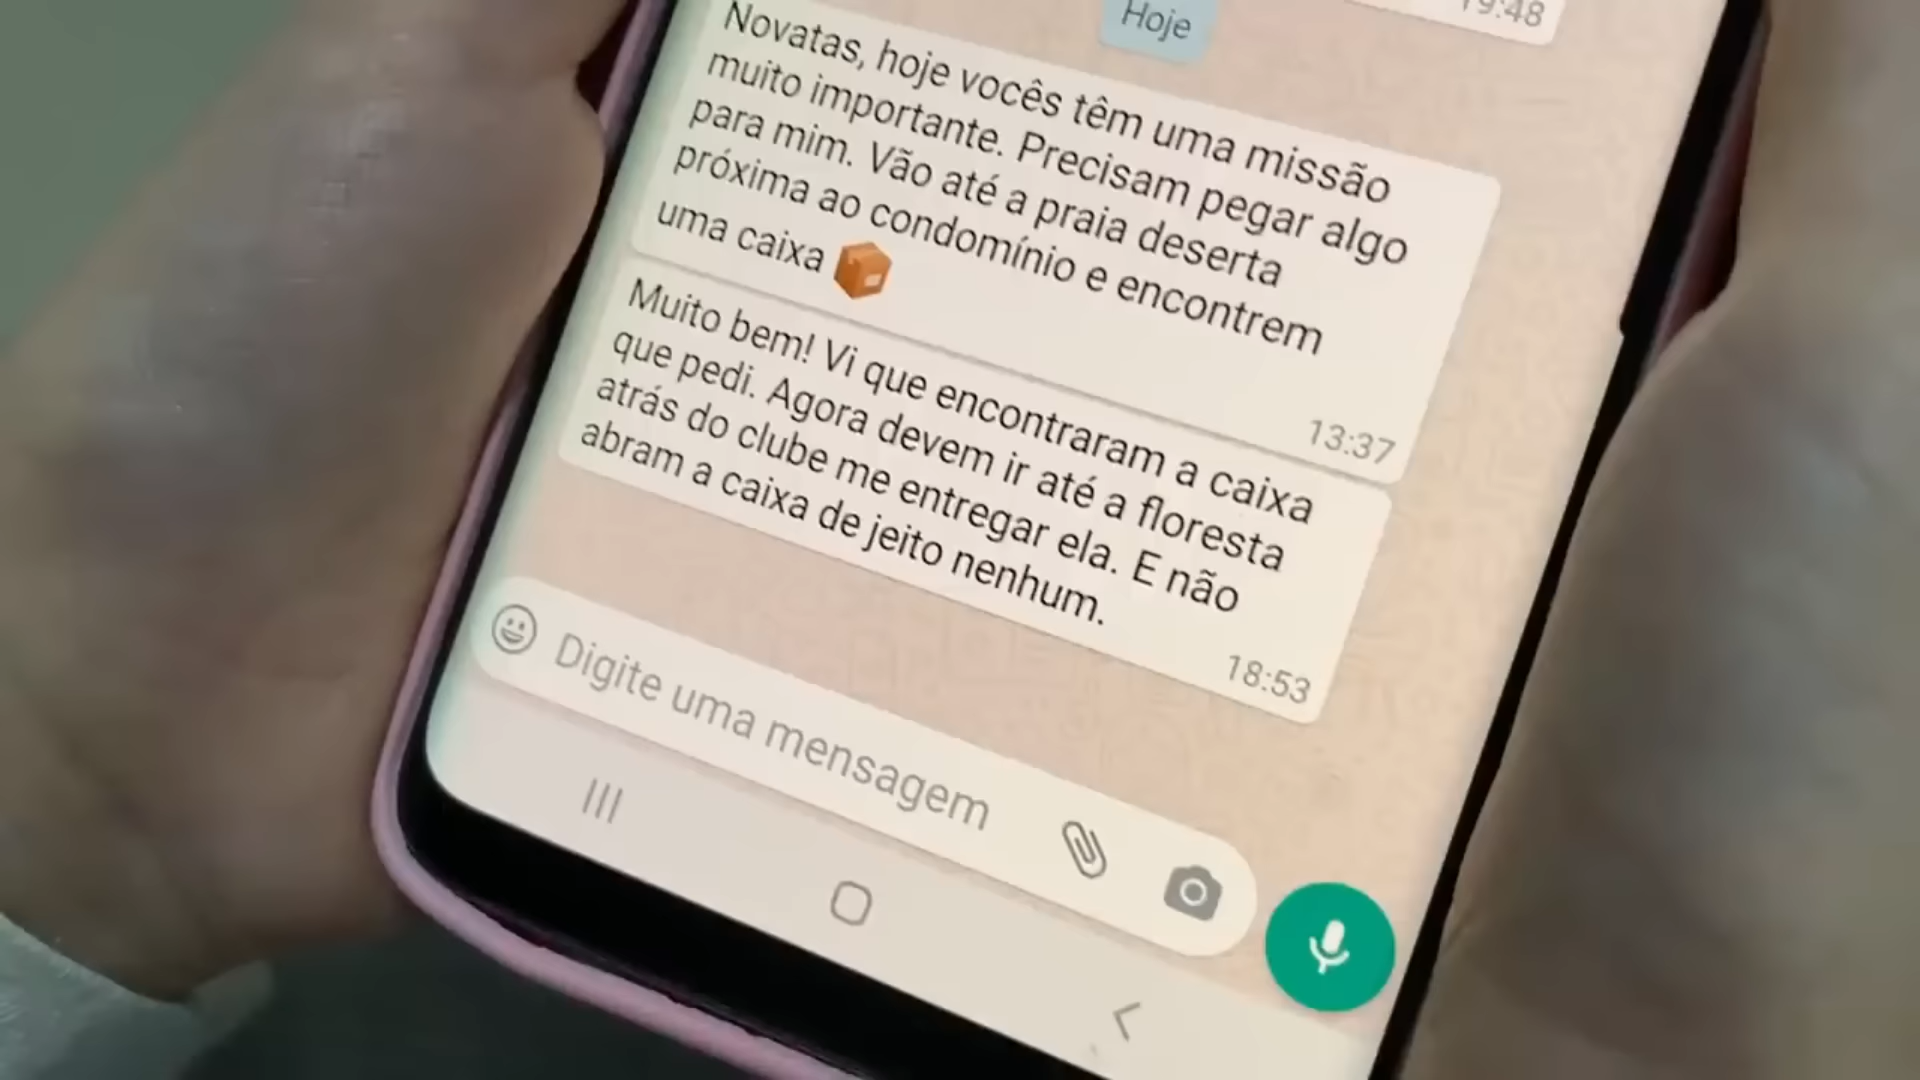 19:48
Hoje
Novatas, hoje vocês têm uma missão
muito importante. Precisam pegar algo
para mim. Vão até a praia deserta
próxima ao condomínio e encontrem
uma caixa 📦
13:37
Muito bem! Vi que encontraram a caixa
que pedi. Agora devem ir até a floresta
atrás do clube me entregar ela. E não
abram a caixa de jeito nenhum.
18:53
Digite uma mensagem